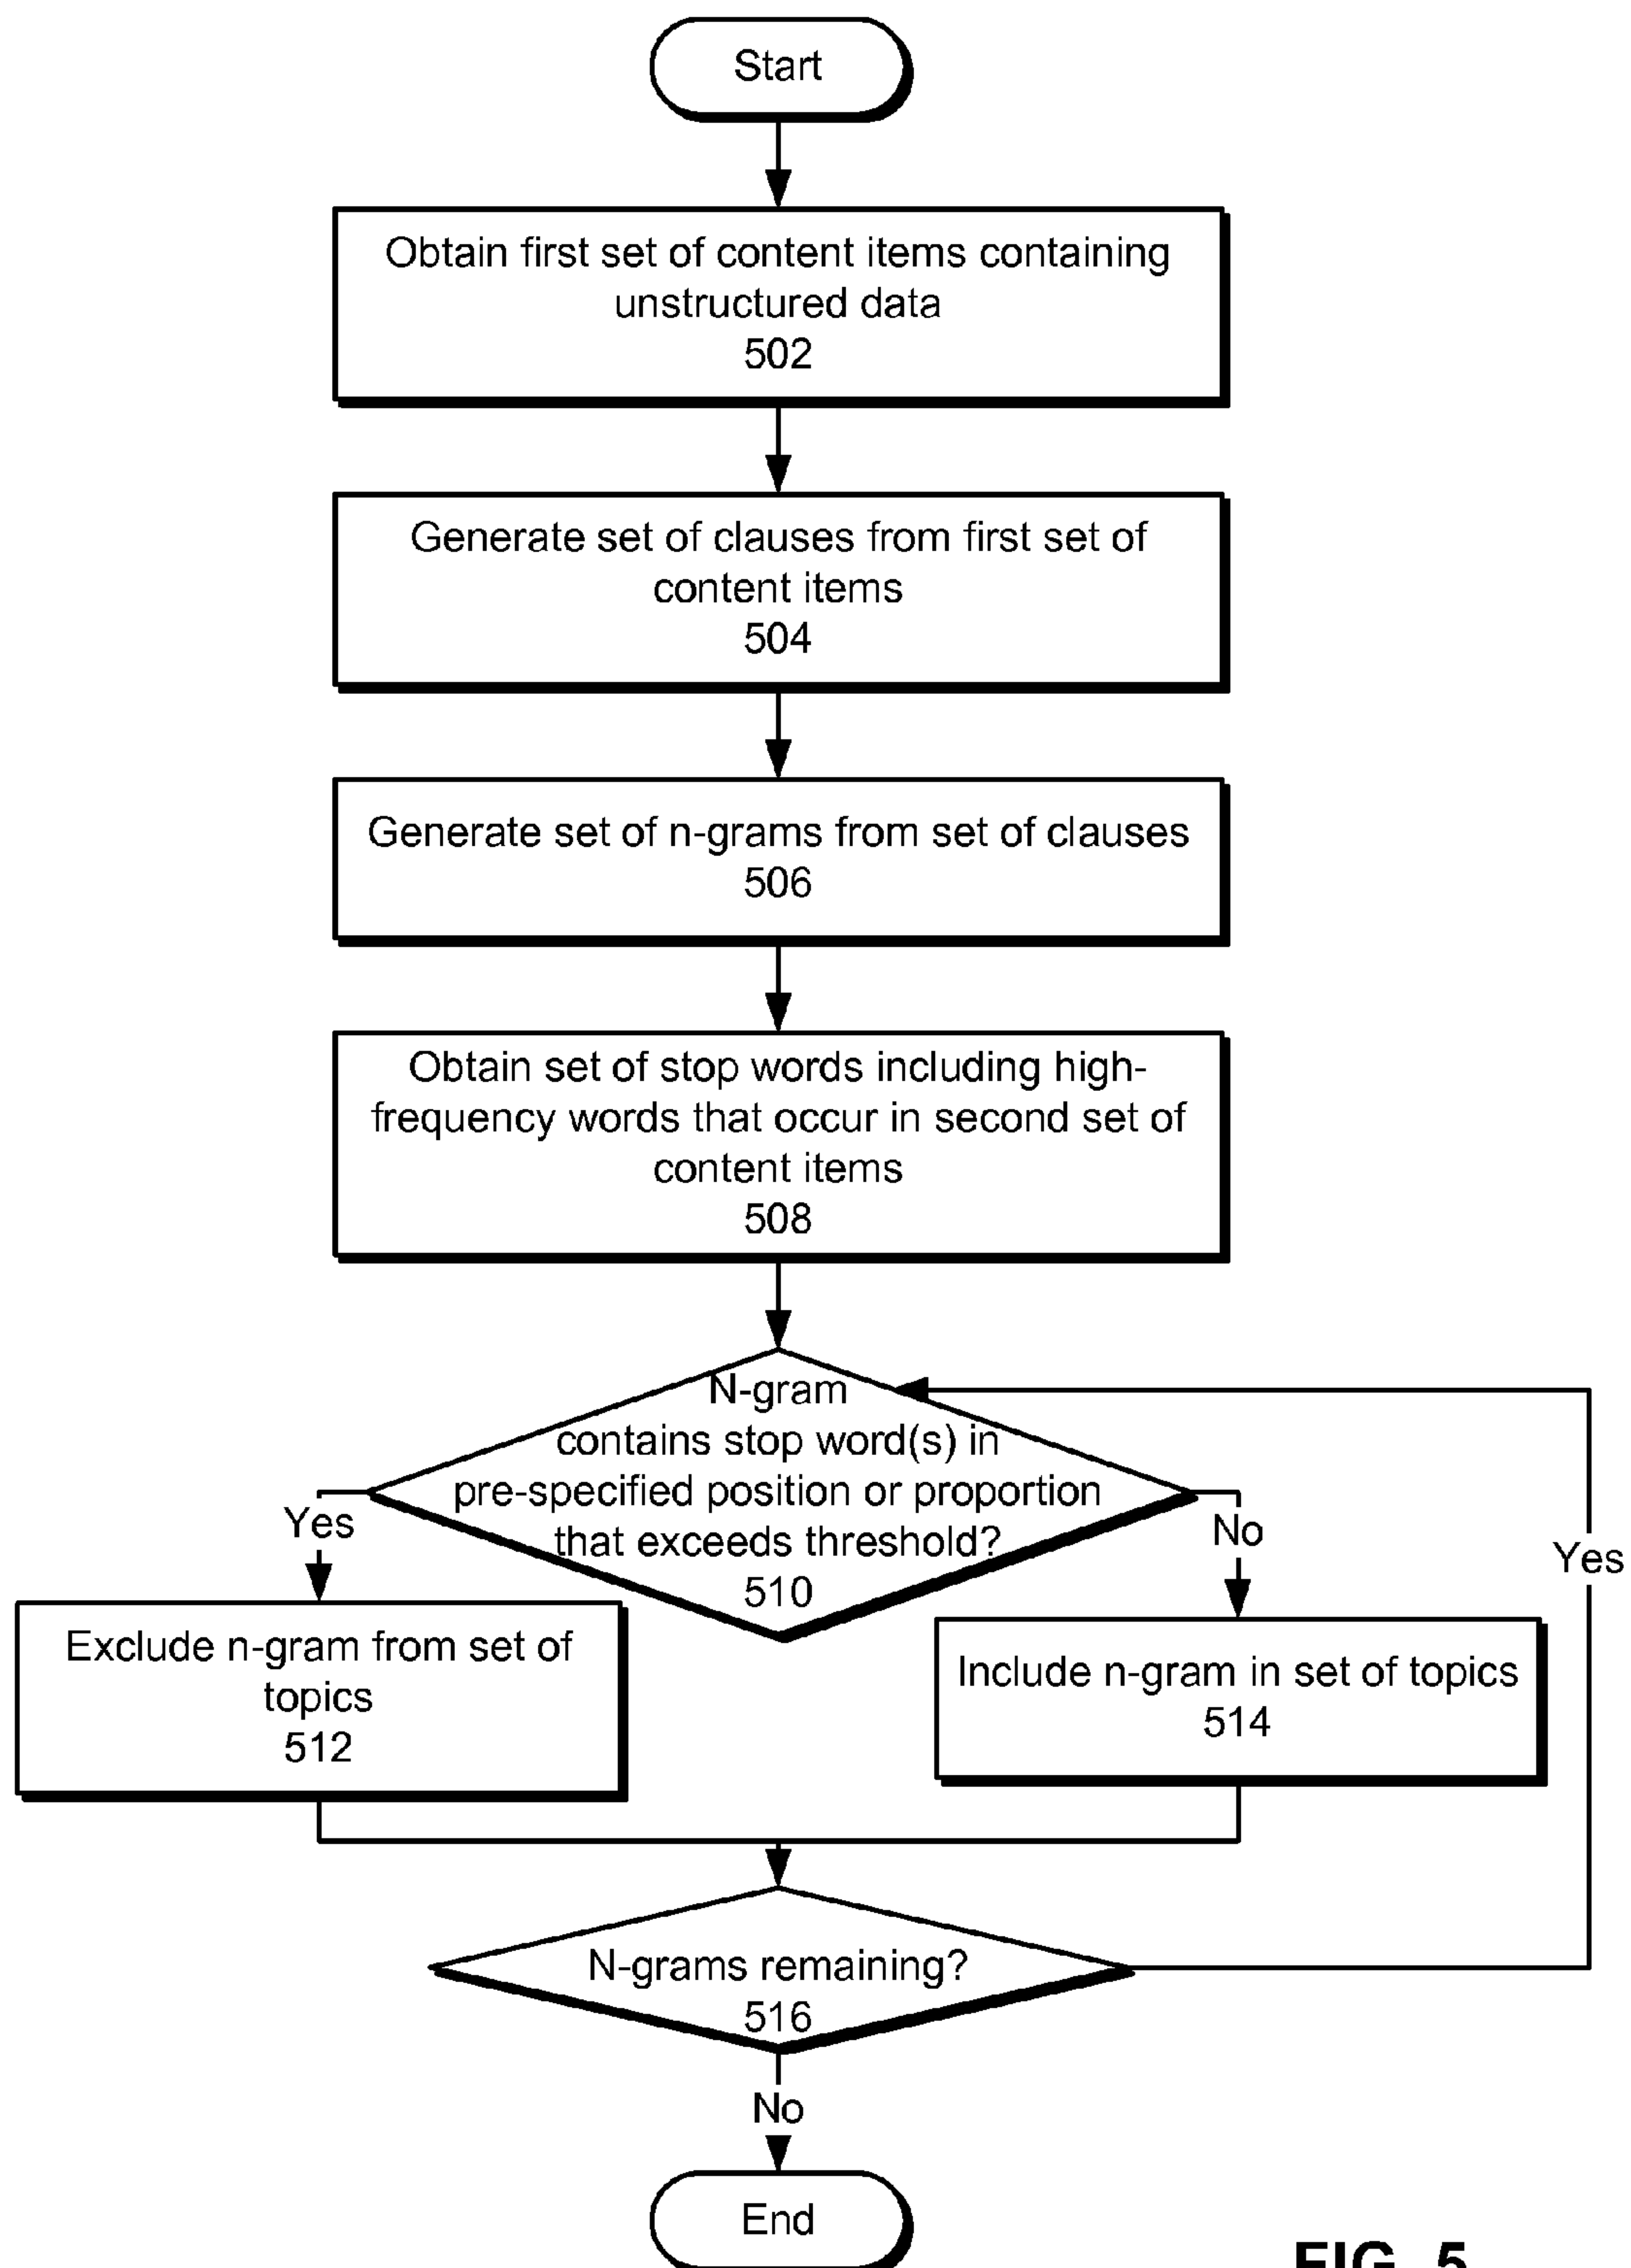 Start
Obtain first set of content items containing
unstructured data
502
Generate set of clauses from first set of
content items
504
Generate set of n-grams from set of clauses
506
Obtain set of stop words including high-
frequency words that occur in second set of
content items
508
N-gram
contains stop word(s) in
pre-specified position or proportion
that exceeds threshold?
510
Yes
No
Yes
Exclude n-gram from set of
topics
512
Include n-gram in set of topics
514
N-grams remaining?
516
No
End
FIG. 5